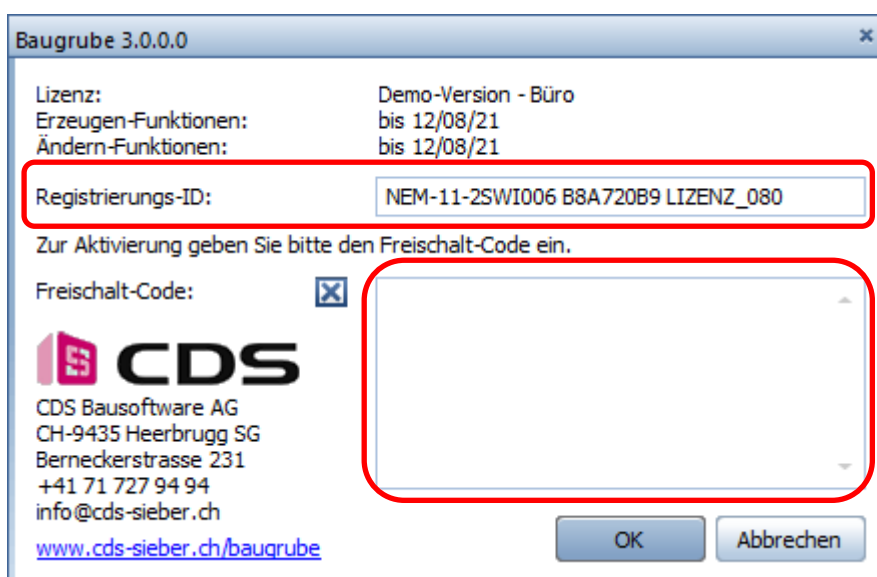 Baugrube 3.0.0.0
Lizenz: Demo-Version - Büro
Erzeugen-Funktionen: bis 12/08/21
Ändern-Funktionen: bis 12/08/21
Registrierungs-ID: NEM-11-2SWI006 B8A720B9 LIZENZ_080
Zur Aktivierung geben Sie bitte den Freischalt-Code ein.
Freischalt-Code:
CDS
CDS Bausoftware AG
CH-9435 Heerbrugg SG
Berneckerstrasse 231
+41 71 727 94 94
info@cds-sieber.ch
www.cds-sieber.ch/baugrube
OK Abbrechen